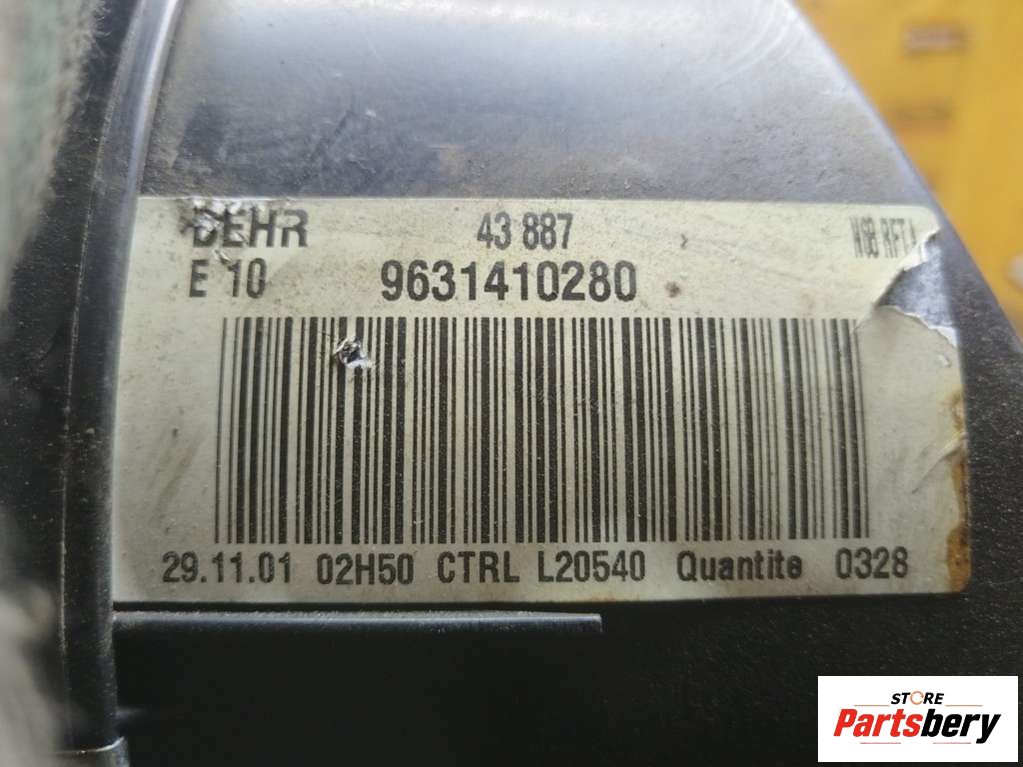 BEHR 43 887
E 10 9631410280
29.11.01 02H50 CTRL L20540 Quantite 0328
STORE
Partsbery